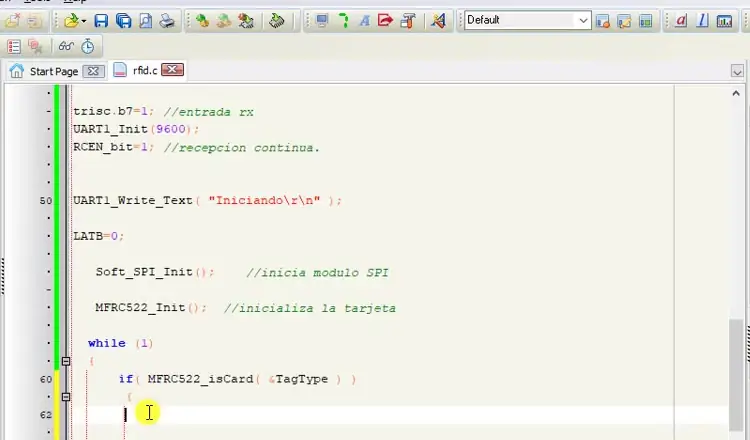 Default
Start Page
rfid.c
trisc.b7=1; //entrada rx
UART1_Init(9600);
RCEN_bit=1; //recepcion continua.
50 UART1_Write_Text( "Iniciando\r\n" );
LATB=0;
Soft_SPI_Init(); //inicia modulo SPI
MFRC522_Init(); //inicializa la tarjeta
while (1)
{
60 if( MFRC522_isCard( &TagType ) )
{
62